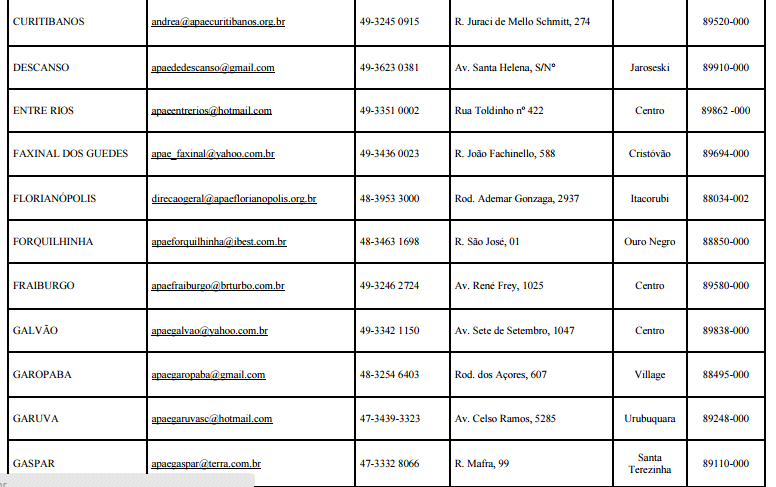 CURITIBANOS andrea@apaecuritibanos.org.br 49-3245 0915 R. Juraci de Mello Schmitt, 274 89520-000
DESCANSO apaededescanso@gmail.com 49-3623 0381 Av. Santa Helena, S/Nº Jaroseski 89910-000
ENTRE RIOS apaeentrerios@hotmail.com 49-3351 0002 Rua Toldinho nº 422 Centro 89862 -000
FAXINAL DOS GUEDES apae_faxinal@yahoo.com.br 49-3436 0023 R. João Fachinello, 588 Cristóvão 89694-000
FLORIANÓPOLIS direcaogeral@apaeflorianopolis.org.br 48-3953 3000 Rod. Ademar Gonzaga, 2937 Itacorubi 88034-002
FORQUILHINHA apaeforquilhinha@ibest.com.br 48-3463 1698 R. São José, 01 Ouro Negro 88850-000
FRAIBURGO apaefraiburgo@brturbo.com.br 49-3246 2724 Av. René Frey, 1025 Centro 89580-000
GALVÃO apaegalvao@yahoo.com.br 49-3342 1150 Av. Sete de Setembro, 1047 Centro 89838-000
GAROPABA apaegaropaba@gmail.com 48-3254 6403 Rod. dos Açores, 607 Village 88495-000
GARUVA apaegaruvasc@hotmail.com 47-3439-3323 Av. Celso Ramos, 5285 Urubuquara 89248-000
GASPAR apaegaspar@terra.com.br 47-3332 8066 R. Mafra, 99 Santa Terezinha 89110-000